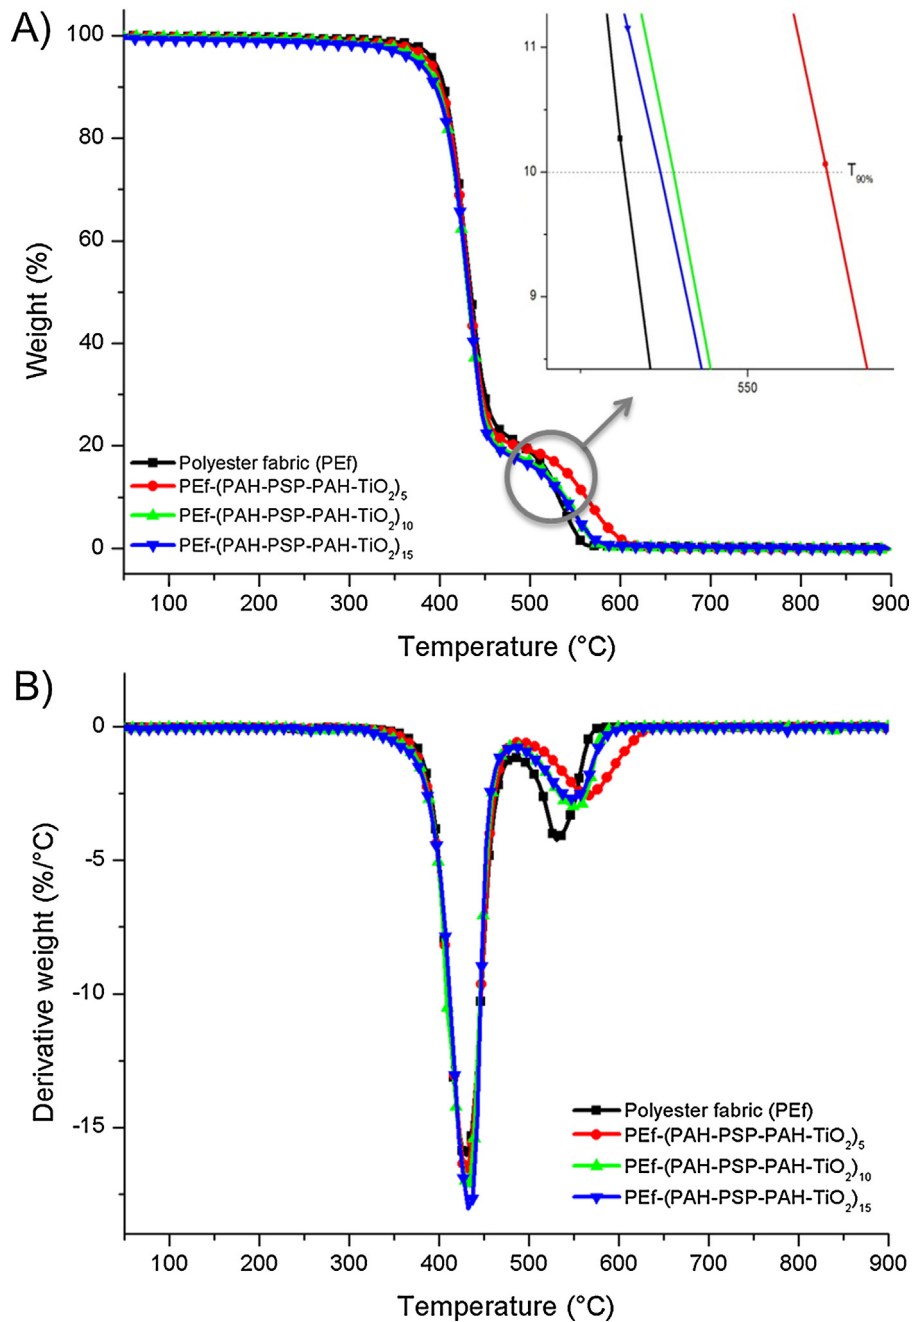 A)
100
80
60
40
20
0
Weight (%)
11
10
9
T90%
550
Polyester fabric (PEf)
PEf-(PAH-PSP-PAH-TiO2)5
PEf-(PAH-PSP-PAH-TiO2)10
PEf-(PAH-PSP-PAH-TiO2)15
100 200 300 400 500 600 700 800 900
Temperature (°C)
B)
0
-5
-10
-15
Derivative weight (%/°C)
Polyester fabric (PEf)
PEf-(PAH-PSP-PAH-TiO2)5
PEf-(PAH-PSP-PAH-TiO2)10
PEf-(PAH-PSP-PAH-TiO2)15
100 200 300 400 500 600 700 800 900
Temperature (°C)